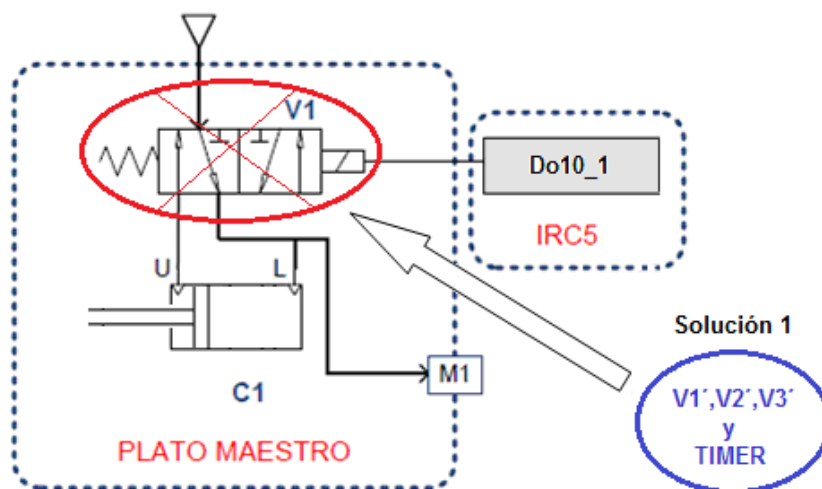 V1
Do10_1
IRC5
U
L
Solución 1
M1
C1
V1´,V2´,V3´
y
TIMER
PLATO MAESTRO